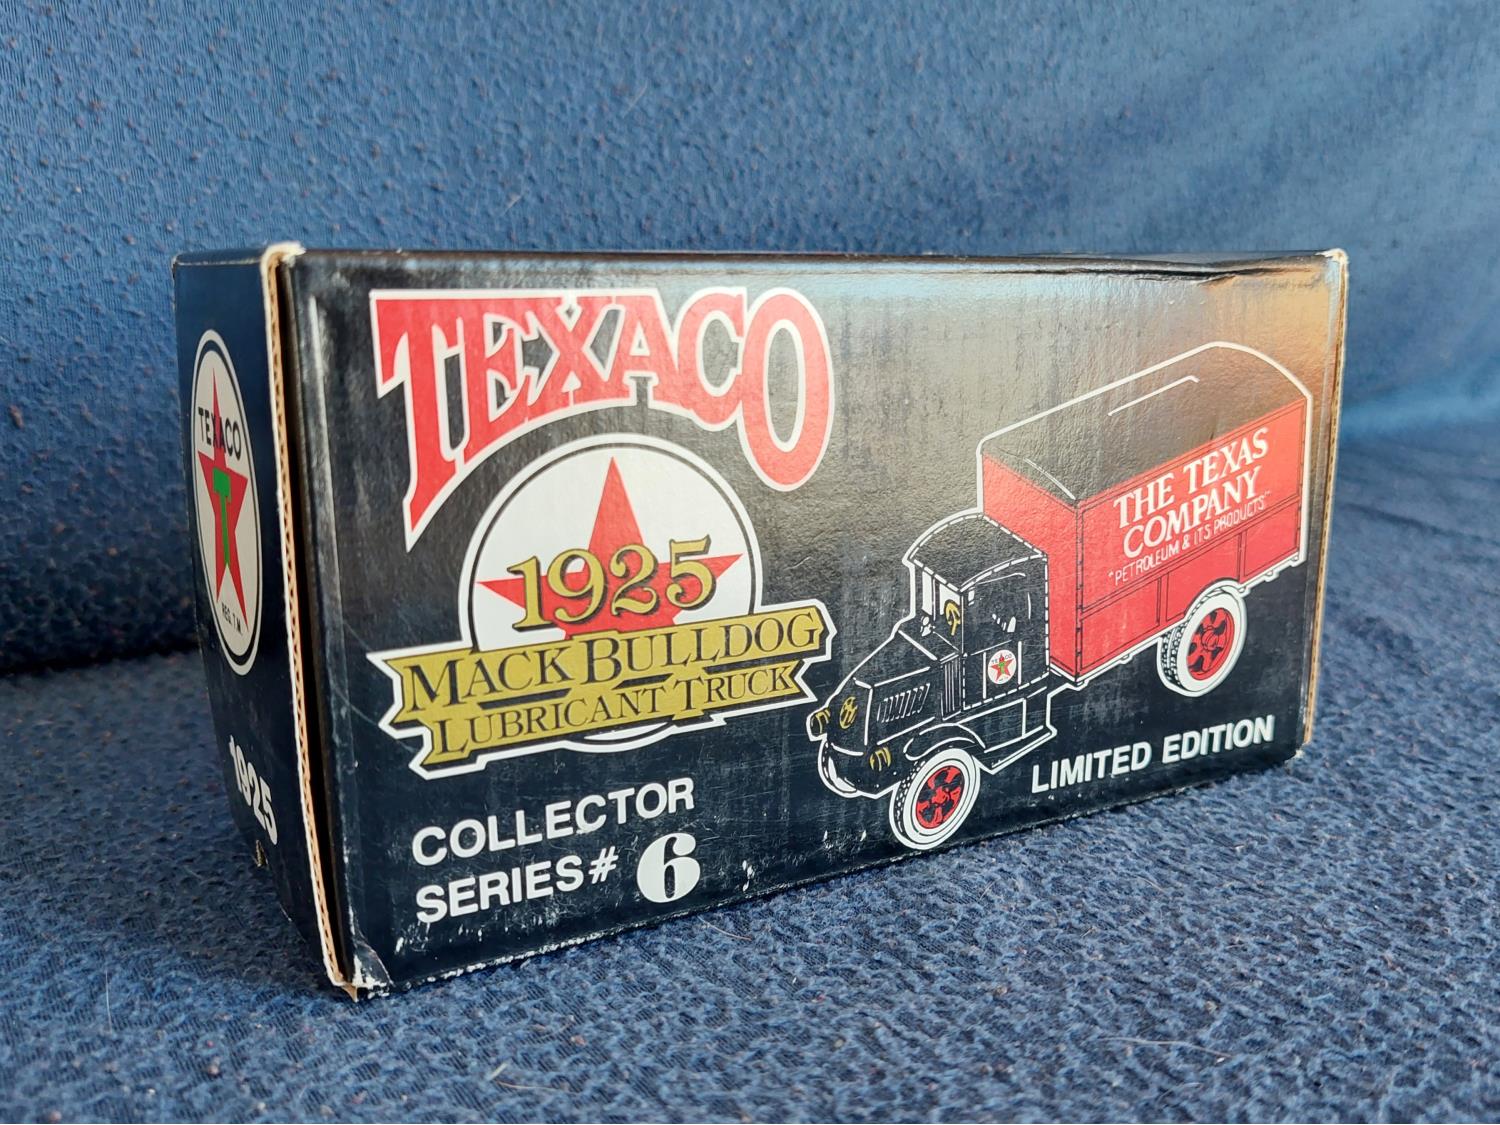 TEXACO
T
REG. T.M.
1925
TEXACO
1925
MACK BULLDOG
LUBRICANT TRUCK
COLLECTOR
SERIES# 6
THE TEXAS
COMPANY
"PETROLEUM & ITS PRODUCTS"
LIMITED EDITION